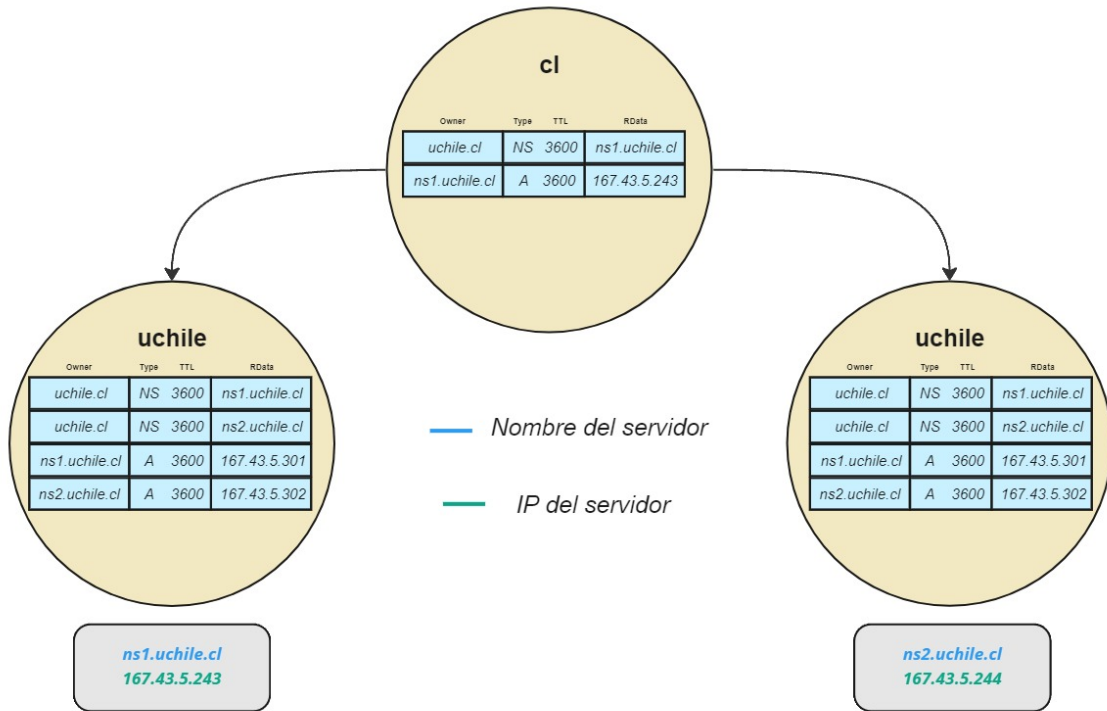 cl
Owner Type TTL RData
uchile.cl NS 3600 ns1.uchile.cl
ns1.uchile.cl A 3600 167.43.5.243
uchile
Owner Type TTL RData
uchile.cl NS 3600 ns1.uchile.cl
uchile.cl NS 3600 ns2.uchile.cl
ns1.uchile.cl A 3600 167.43.5.301
ns2.uchile.cl A 3600 167.43.5.302
ns1.uchile.cl
167.43.5.243
Nombre del servidor
IP del servidor
uchile
Owner Type TTL RData
uchile.cl NS 3600 ns1.uchile.cl
uchile.cl NS 3600 ns2.uchile.cl
ns1.uchile.cl A 3600 167.43.5.301
ns2.uchile.cl A 3600 167.43.5.302
ns2.uchile.cl
167.43.5.244